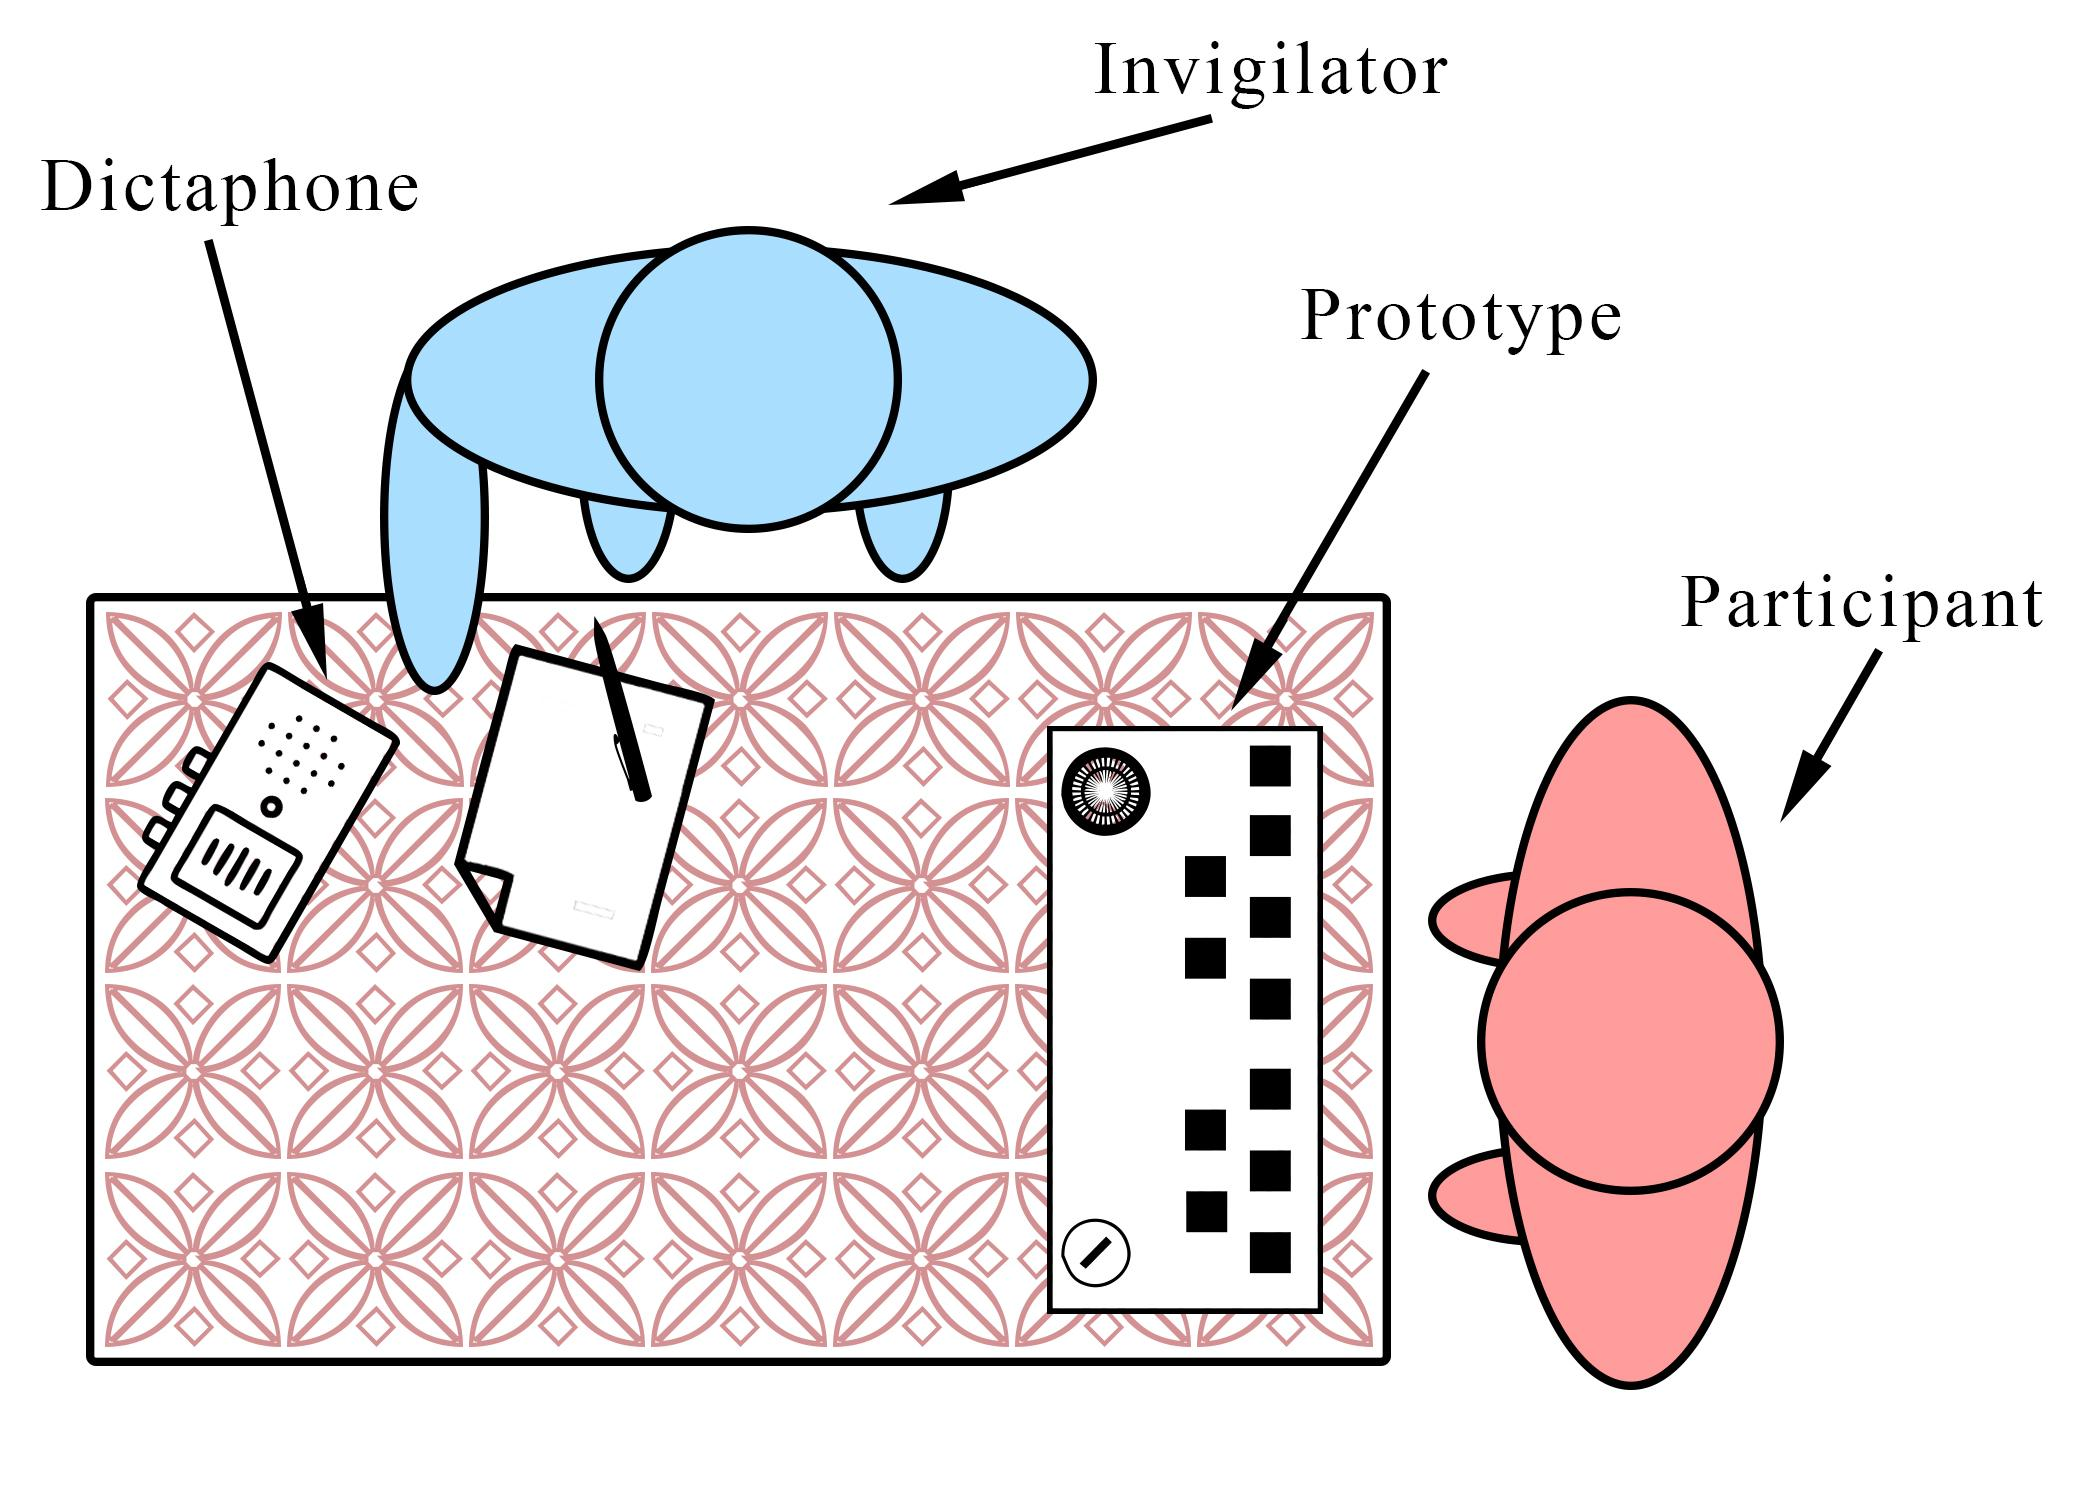 Invigilator
Dictaphone
Prototype
Participant